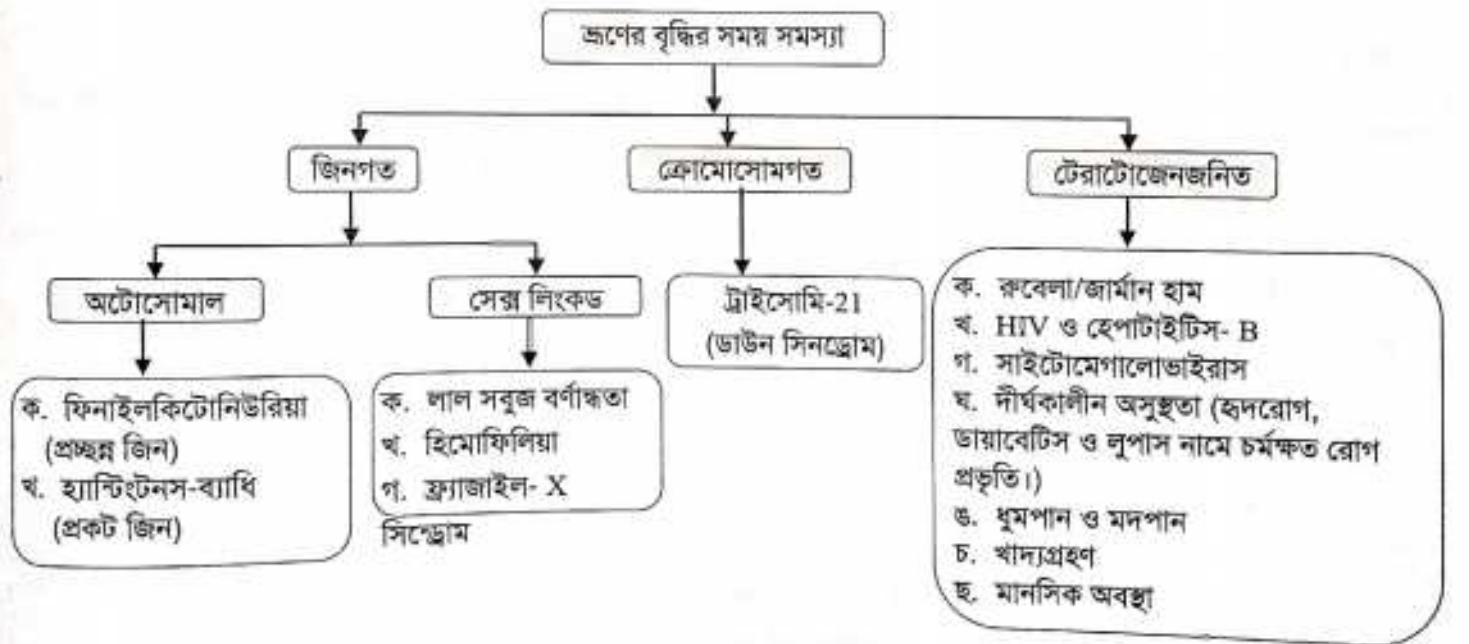 ভ্রূণের বৃদ্ধির সময় সমস্যা
জিনগত
ক্রোমোসোমগত
টেরাটোজেনজনিত
অটোসোমাল
সেক্স লিংকড
ট্রাইসোমি-21
(ডাউন সিনড্রোম)
ক. ফিনাইলকিটোনিউরিয়া
(প্রচ্ছন্ন জিন)
খ. হ্যান্টিংটনস-ব্যাধি
(প্রকট জিন)
ক. লাল সবুজ বর্ণান্ধতা
খ. হিমোফিলিয়া
গ. ফ্র্যাজাইল- X
সিন্ড্রোম
ক. রুবেলা/জার্মান হাম
খ. HIV ও হেপাটাইটিস- B
গ. সাইটোমেগালোভাইরাস
ঘ. দীর্ঘকালীন অসুস্থতা (হৃদরোগ,
ডায়াবেটিস ও লুপাস নামে চর্মক্ষত রোগ
প্রভৃতি।)
ঙ. ধুমপান ও মদপান
চ. খাদ্যগ্রহণ
ছ. মানসিক অবস্থা